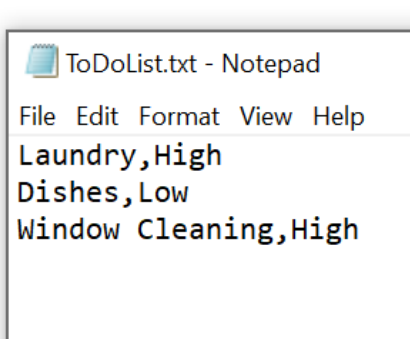 ToDoList.txt - Notepad
File Edit Format View Help
Laundry,High
Dishes,Low
Window Cleaning,High